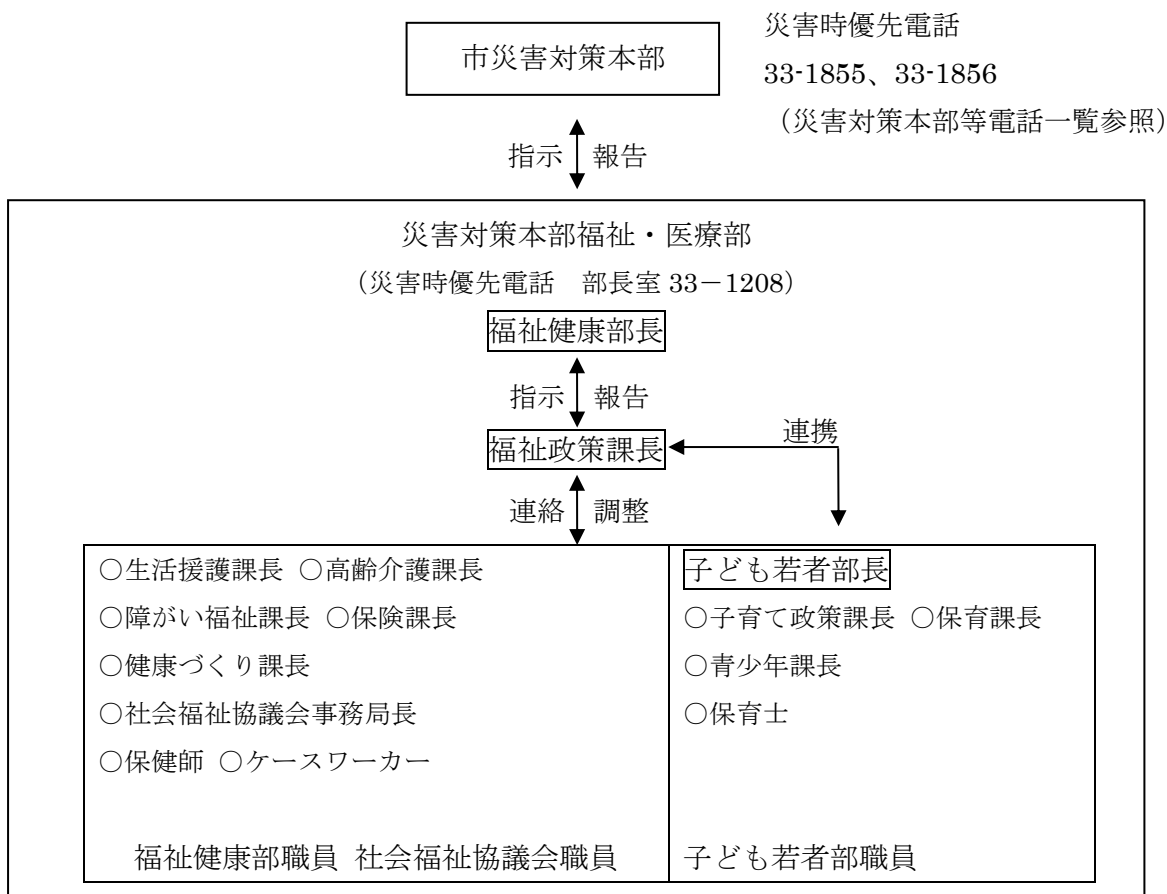 市災害対策本部
災害時優先電話
33-1855、33-1856
（災害対策本部等電話一覧参照）
指示 報告
災害対策本部福祉・医療部
（災害時優先電話　部長室 33－1208）
福祉健康部長
指示 報告
福祉政策課長
連携
連絡 調整
○生活援護課長 ○高齢介護課長
○障がい福祉課長 ○保険課長
○健康づくり課長
○社会福祉協議会事務局長
○保健師 ○ケースワーカー
福祉健康部職員 社会福祉協議会職員
子ども若者部長
○子育て政策課長 ○保育課長
○青少年課長
○保育士
子ども若者部職員